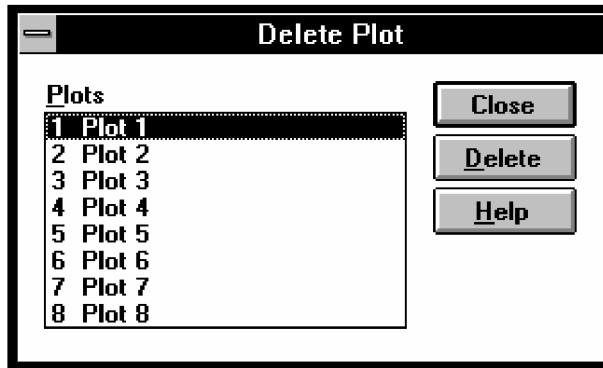 Delete Plot
Plots
1 Plot 1
2 Plot 2
3 Plot 3
4 Plot 4
5 Plot 5
6 Plot 6
7 Plot 7
8 Plot 8
Close
Delete
Help